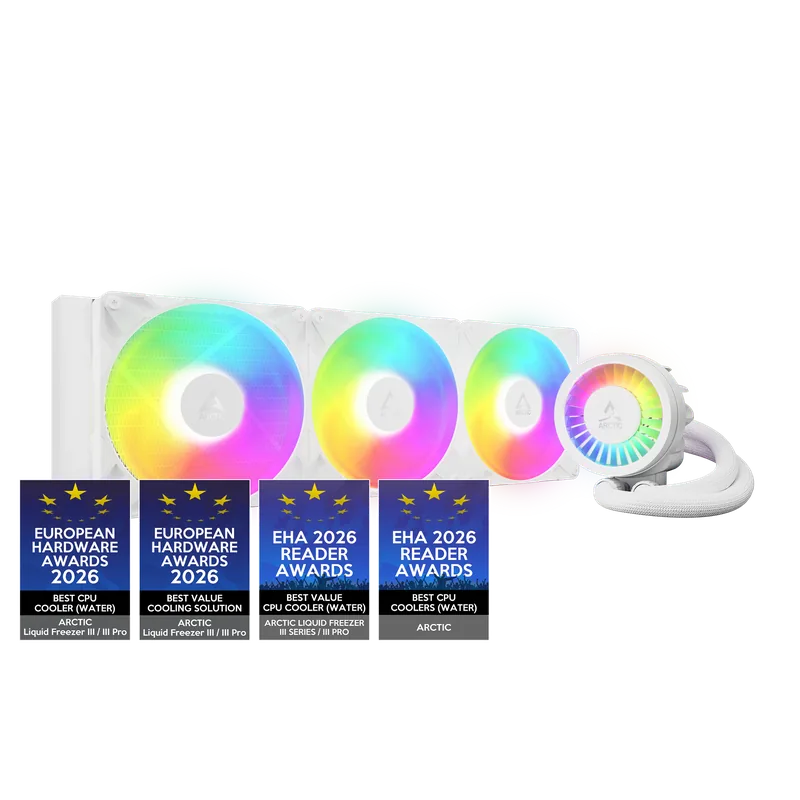 ARCTIC
EUROPEAN
HARDWARE
AWARDS
2026
BEST CPU
COOLER (WATER)
ARCTIC
Liquid Freezer III / III Pro
EUROPEAN
HARDWARE
AWARDS
2026
BEST VALUE
COOLING SOLUTION
ARCTIC
Liquid Freezer III / III Pro
EHA 2026
READER
AWARDS
BEST VALUE
CPU COOLER (WATER)
ARCTIC LIQUID FREEZER
III SERIES / III PRO
EHA 2026
READER
AWARDS
BEST CPU
COOLERS (WATER)
ARCTIC